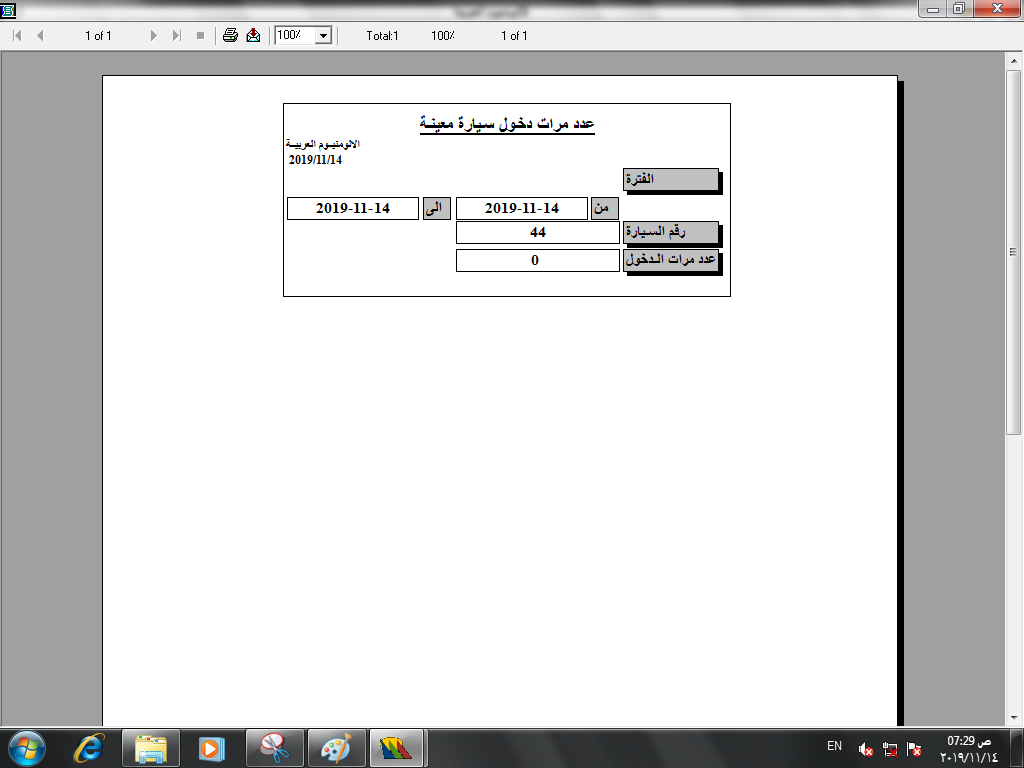 1 of 1 100% Total:1 100% 1 of 1
عدد مرات دخول سيارة معينة
الالومنيوم العربية
2019/11/14
الفترة
من 2019-11-14 الى 2019-11-14
رقم السيارة 44
عدد مرات الدخول 0
EN 07:29 ص
٢٠١٩/١١/١٤